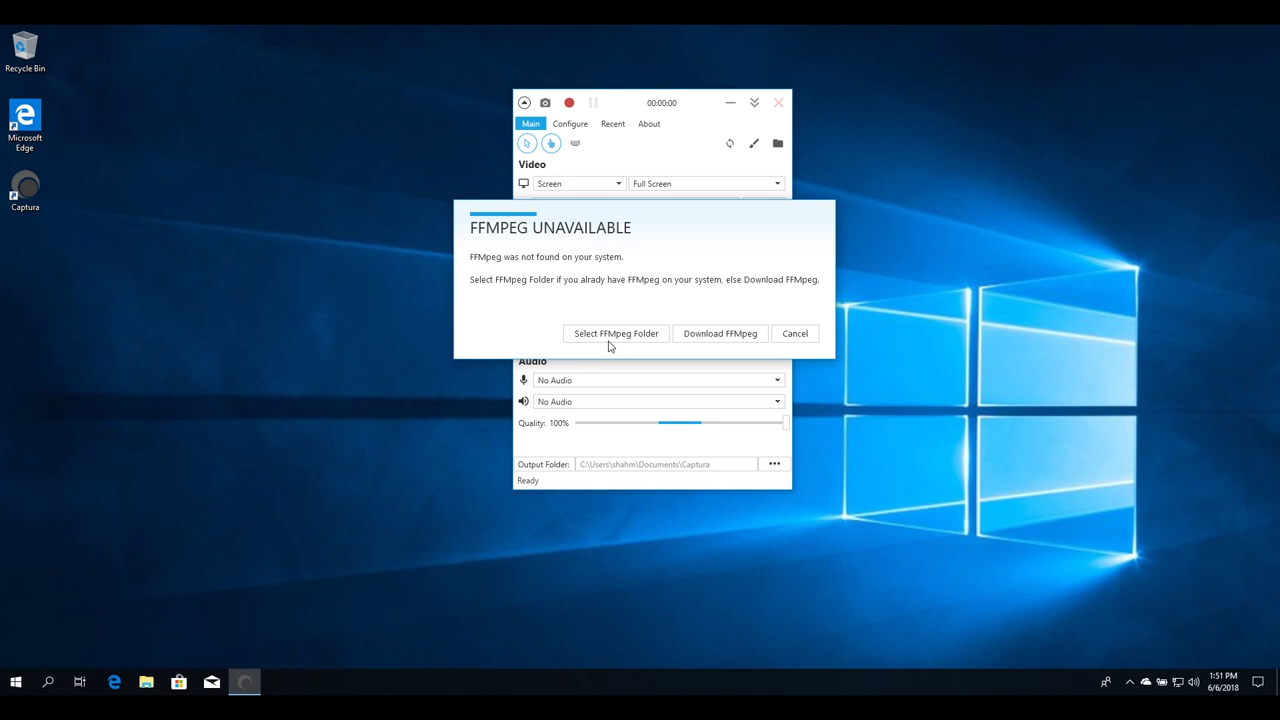 Recycle Bin
Microsoft
Edge
Captura
00:00:00
Main Configure Recent About
Video
Screen Full Screen
FFMPEG UNAVAILABLE
FFMpeg was not found on your system.
Select FFMpeg Folder if you alrady have FFMpeg on your system, else Download FFMpeg.
Select FFMpeg Folder Download FFMpeg Cancel
Audio
No Audio
No Audio
Quality: 100%
Output Folder: C:\Users\shahm\Documents\Captura •••
Ready
1:51 PM
6/6/2018